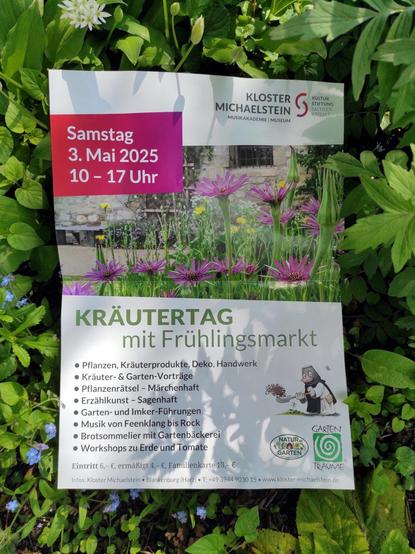 KLOSTER
MICHAELSTEIN
MUSIKAKADEMIE | MUSEUM
KULTUR
STIFTUNG
SACHSEN-
ANHALT
Samstag
3. Mai 2025
10 – 17 Uhr
KRÄUTERTAG
mit Frühlingsmarkt
• Pflanzen, Kräuterprodukte, Deko, Handwerk
• Kräuter- & Garten-Vorträge
• Pflanzenrätsel – Märchenhaft
• Erzählkunst – Sagenhaft
• Garten- und Imker-Führungen
• Musik von Feenklang bis Rock
• Brotsommelier mit Gartenbäckerei
• Workshops zu Erde und Tomate
NATUR
GARTEN
GARTEN
TRÄUME
Eintritt 6,- €, ermäßigt 4,- €, Familienkarte 13,- €
Infos: Kloster Michaelstein • Blankenburg (Harz) • T. +49 3944 9030 15 • www.kloster-michaelstein.de